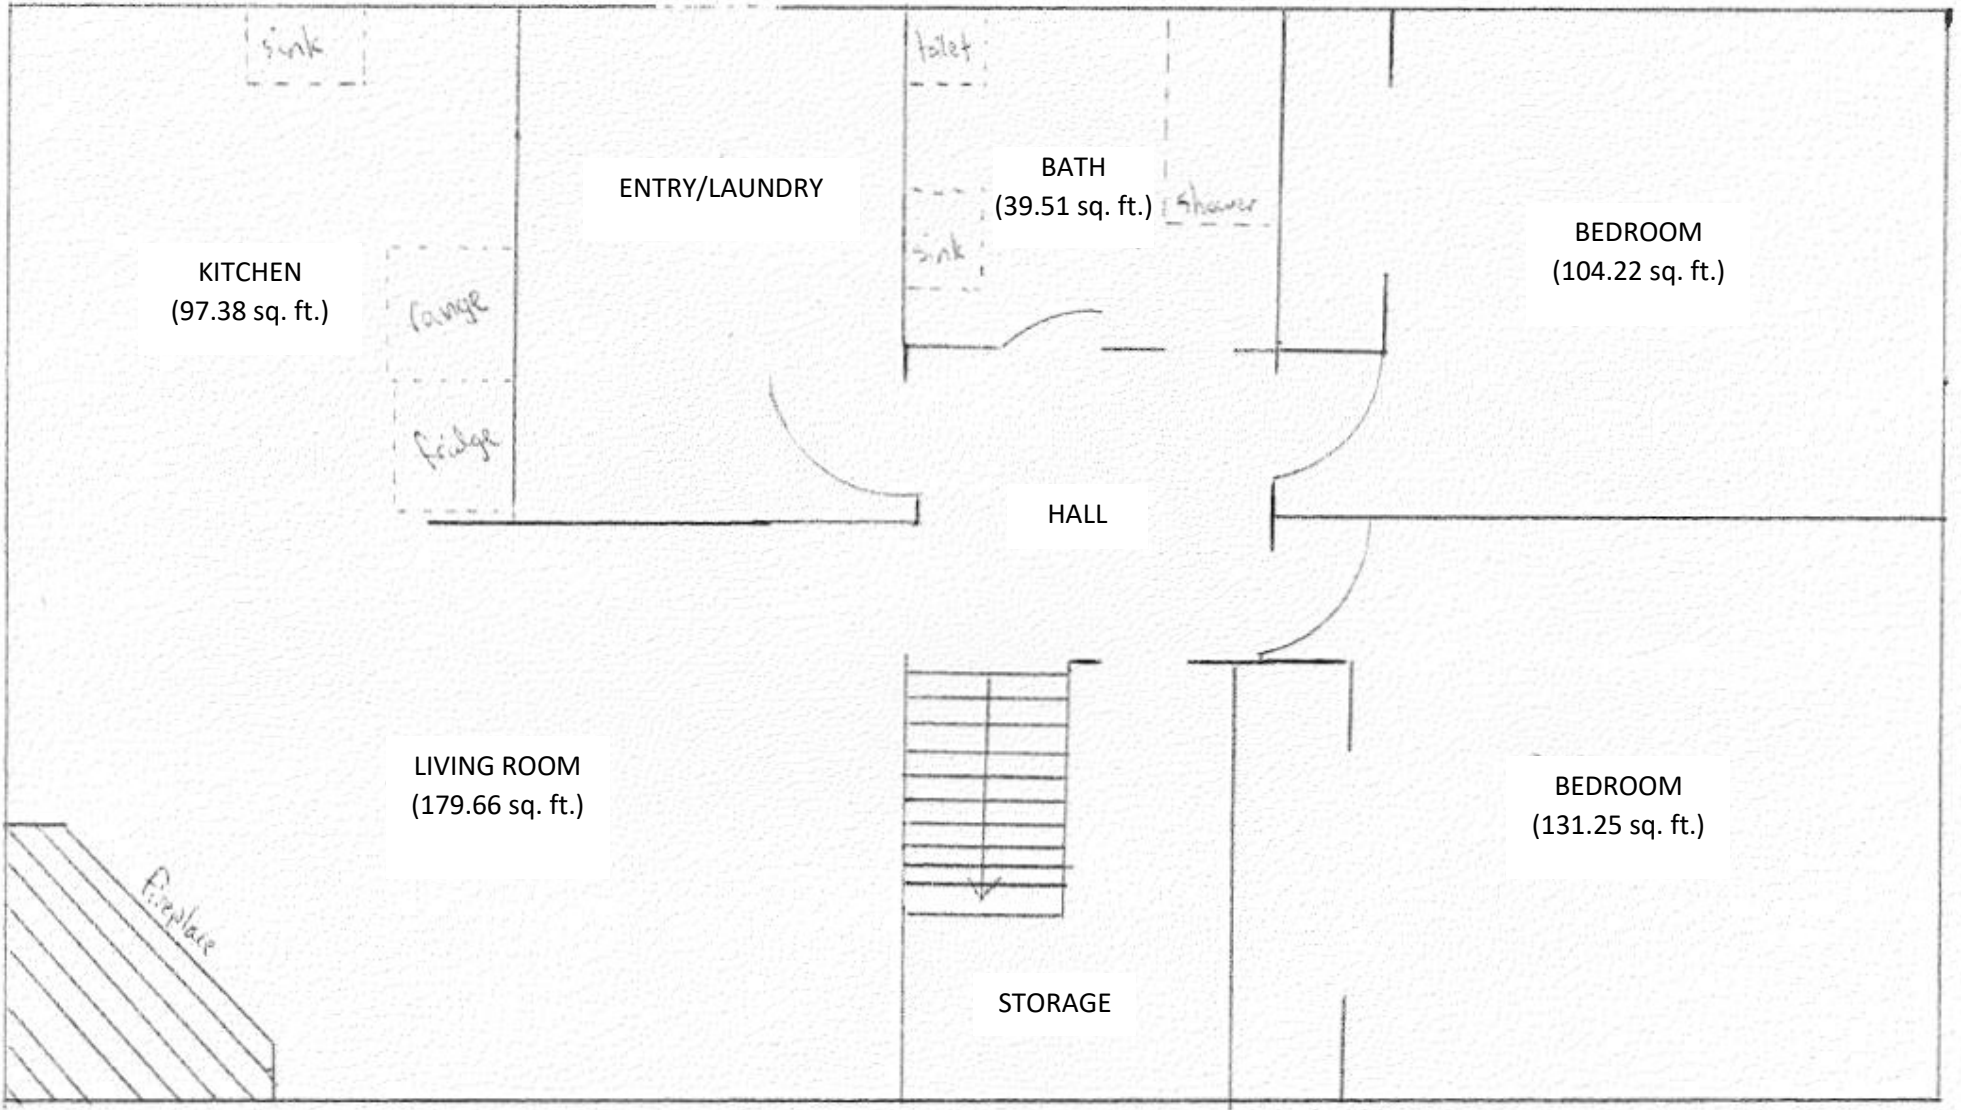 sink
toilet
ENTRY/LAUNDRY
BATH
(39.51 sq. ft.)
shower
sink
KITCHEN
(97.38 sq. ft.)
range
BEDROOM
(104.22 sq. ft.)
fridge
HALL
LIVING ROOM
(179.66 sq. ft.)
BEDROOM
(131.25 sq. ft.)
fireplace
STORAGE